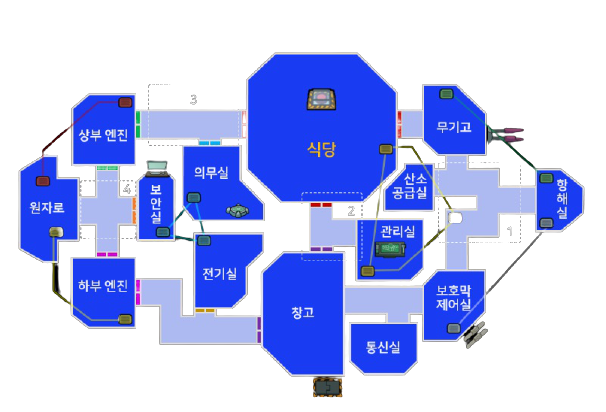 3
상부 엔진
식당
무기고
의무실
산소
공급실
항
해
실
보
안
실
4
원자로
2
관리실
1
전기실
하부 엔진
창고
보호막
제어실
통신실